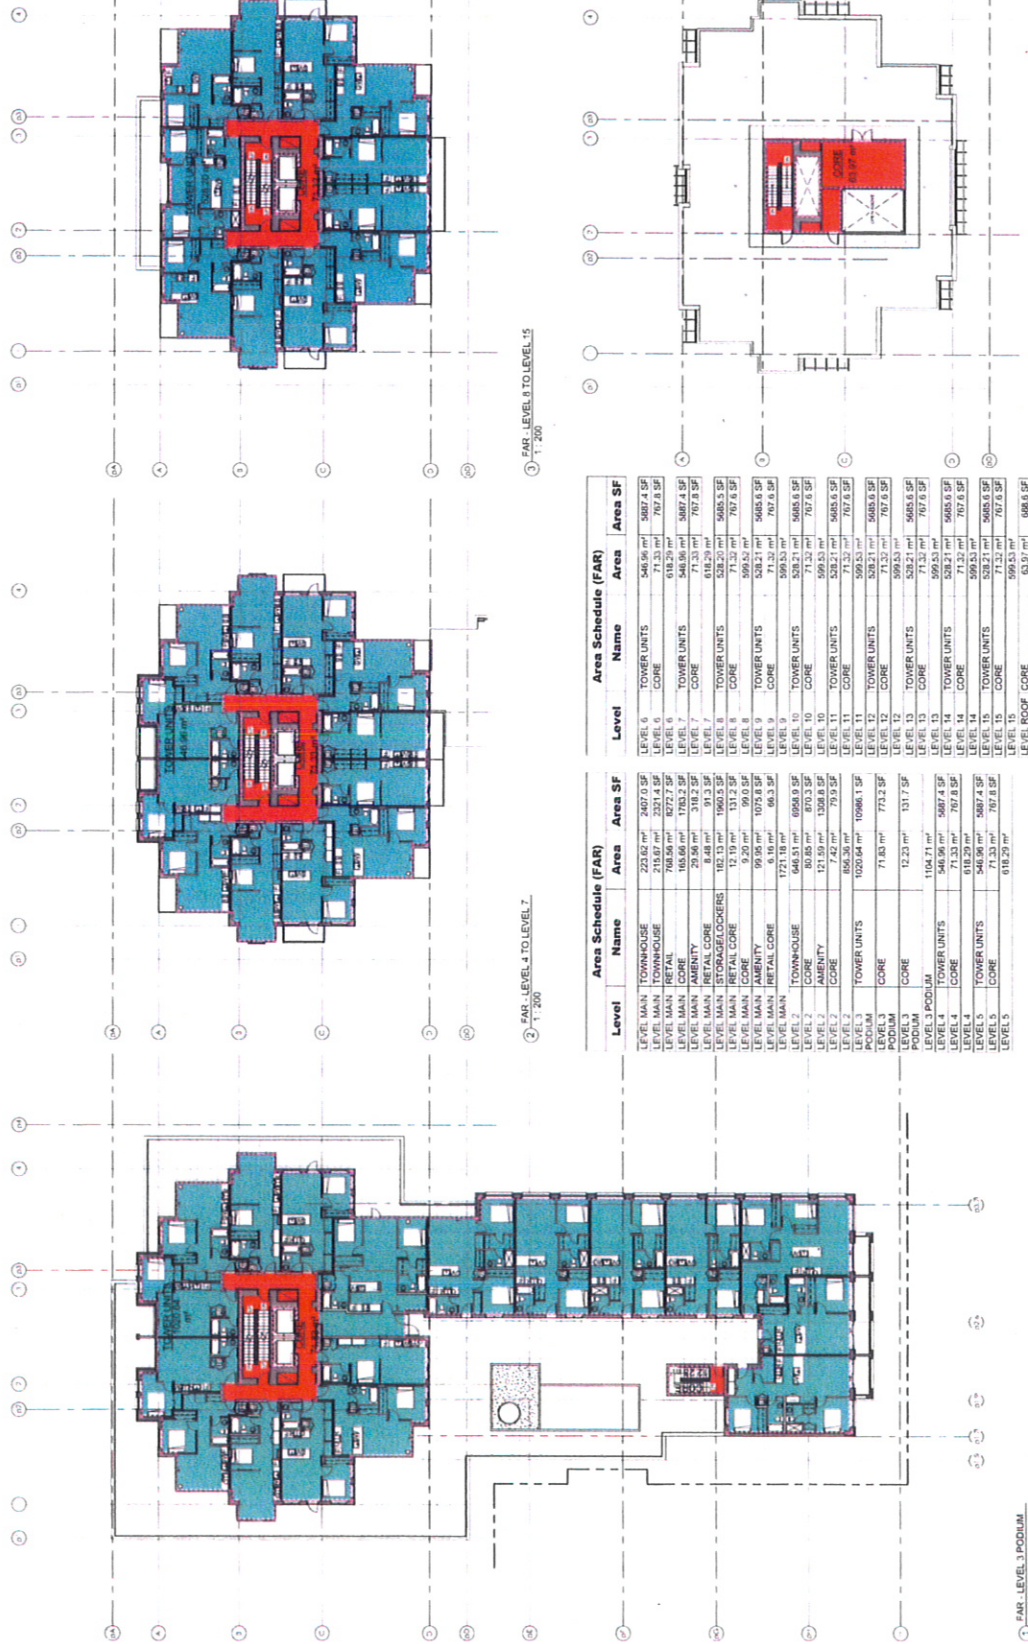 1 FAR - LEVEL 3 PODIUM
2 FAR - LEVEL 4 TO LEVEL 7
1 : 200
3 FAR - LEVEL 8 TO LEVEL 15
1 : 200
TOWER UNITS
528.20 m²
CORE
63.97 m²
Area Schedule (FAR)
Level Name Area Area SF
LEVEL MAIN TOWNHOUSE 223.62 m² 2407.0 SF
LEVEL MAIN TOWNHOUSE 215.67 m² 2321.4 SF
LEVEL MAIN RETAIL 768.56 m² 8272.7 SF
LEVEL MAIN CORE 165.66 m² 1783.2 SF
LEVEL MAIN AMENITY 29.56 m² 318.2 SF
LEVEL MAIN RETAIL CORE 8.48 m² 91.3 SF
LEVEL MAIN STORAGE/LOCKERS 182.13 m² 1960.5 SF
LEVEL MAIN RETAIL CORE 12.19 m² 131.2 SF
LEVEL MAIN CORE 9.20 m² 99.0 SF
LEVEL MAIN AMENITY 99.95 m² 1075.8 SF
LEVEL MAIN RETAIL CORE 6.16 m² 66.3 SF
LEVEL MAIN 1721.18 m²
LEVEL 2 TOWNHOUSE 646.51 m² 6958.9 SF
LEVEL 2 CORE 80.85 m² 870.3 SF
LEVEL 2 AMENITY 121.59 m² 1308.8 SF
LEVEL 2 CORE 7.42 m² 79.9 SF
LEVEL 2 856.36 m²
LEVEL 3 PODIUM TOWER UNITS 1020.64 m² 10986.1 SF
LEVEL 3 PODIUM CORE 71.83 m² 773.2 SF
LEVEL 3 PODIUM CORE 12.23 m² 131.7 SF
LEVEL 3 PODIUM 1104.71 m²
LEVEL 4 TOWER UNITS 546.96 m² 5887.4 SF
LEVEL 4 CORE 71.33 m² 767.8 SF
LEVEL 4 618.29 m²
LEVEL 5 TOWER UNITS 546.96 m² 5887.4 SF
LEVEL 5 CORE 71.33 m² 767.8 SF
LEVEL 5 618.29 m²
Area Schedule (FAR)
Level Name Area Area SF
LEVEL 6 TOWER UNITS 546.96 m² 5887.4 SF
LEVEL 6 CORE 71.33 m² 767.8 SF
LEVEL 6 618.29 m²
LEVEL 7 TOWER UNITS 546.96 m² 5887.4 SF
LEVEL 7 CORE 71.33 m² 767.8 SF
LEVEL 7 618.29 m²
LEVEL 8 TOWER UNITS 528.20 m² 5685.5 SF
LEVEL 8 CORE 71.32 m² 767.6 SF
LEVEL 8 599.52 m²
LEVEL 9 TOWER UNITS 528.21 m² 5685.6 SF
LEVEL 9 CORE 71.32 m² 767.6 SF
LEVEL 9 599.53 m²
LEVEL 10 TOWER UNITS 528.21 m² 5685.6 SF
LEVEL 10 CORE 71.32 m² 767.6 SF
LEVEL 10 599.53 m²
LEVEL 11 TOWER UNITS 528.21 m² 5685.6 SF
LEVEL 11 CORE 71.32 m² 767.6 SF
LEVEL 11 599.53 m²
LEVEL 12 TOWER UNITS 528.21 m² 5685.6 SF
LEVEL 12 CORE 71.32 m² 767.6 SF
LEVEL 12 599.53 m²
LEVEL 13 TOWER UNITS 528.21 m² 5685.6 SF
LEVEL 13 CORE 71.32 m² 767.6 SF
LEVEL 13 599.53 m²
LEVEL 14 TOWER UNITS 528.21 m² 5685.6 SF
LEVEL 14 CORE 71.32 m² 767.6 SF
LEVEL 14 599.53 m²
LEVEL 15 TOWER UNITS 528.21 m² 5685.6 SF
LEVEL 15 CORE 71.32 m² 767.6 SF
LEVEL 15 599.53 m²
LEVEL ROOF CORE 63.97 m² 688.6 SF